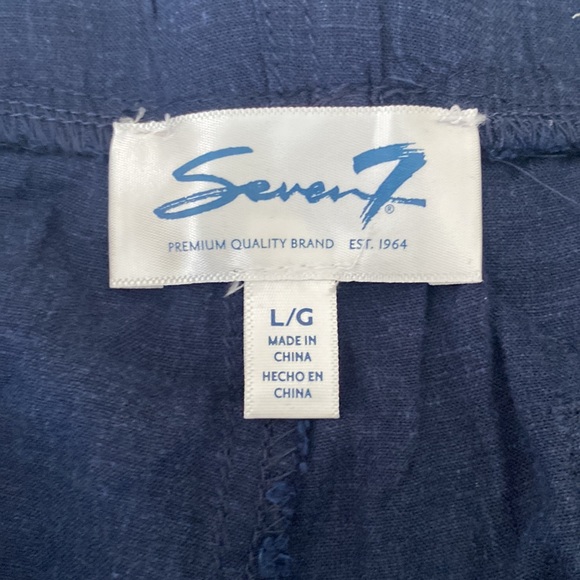 Seven7®
PREMIUM QUALITY BRAND EST. 1964
L/G
MADE IN
CHINA
HECHO EN
CHINA